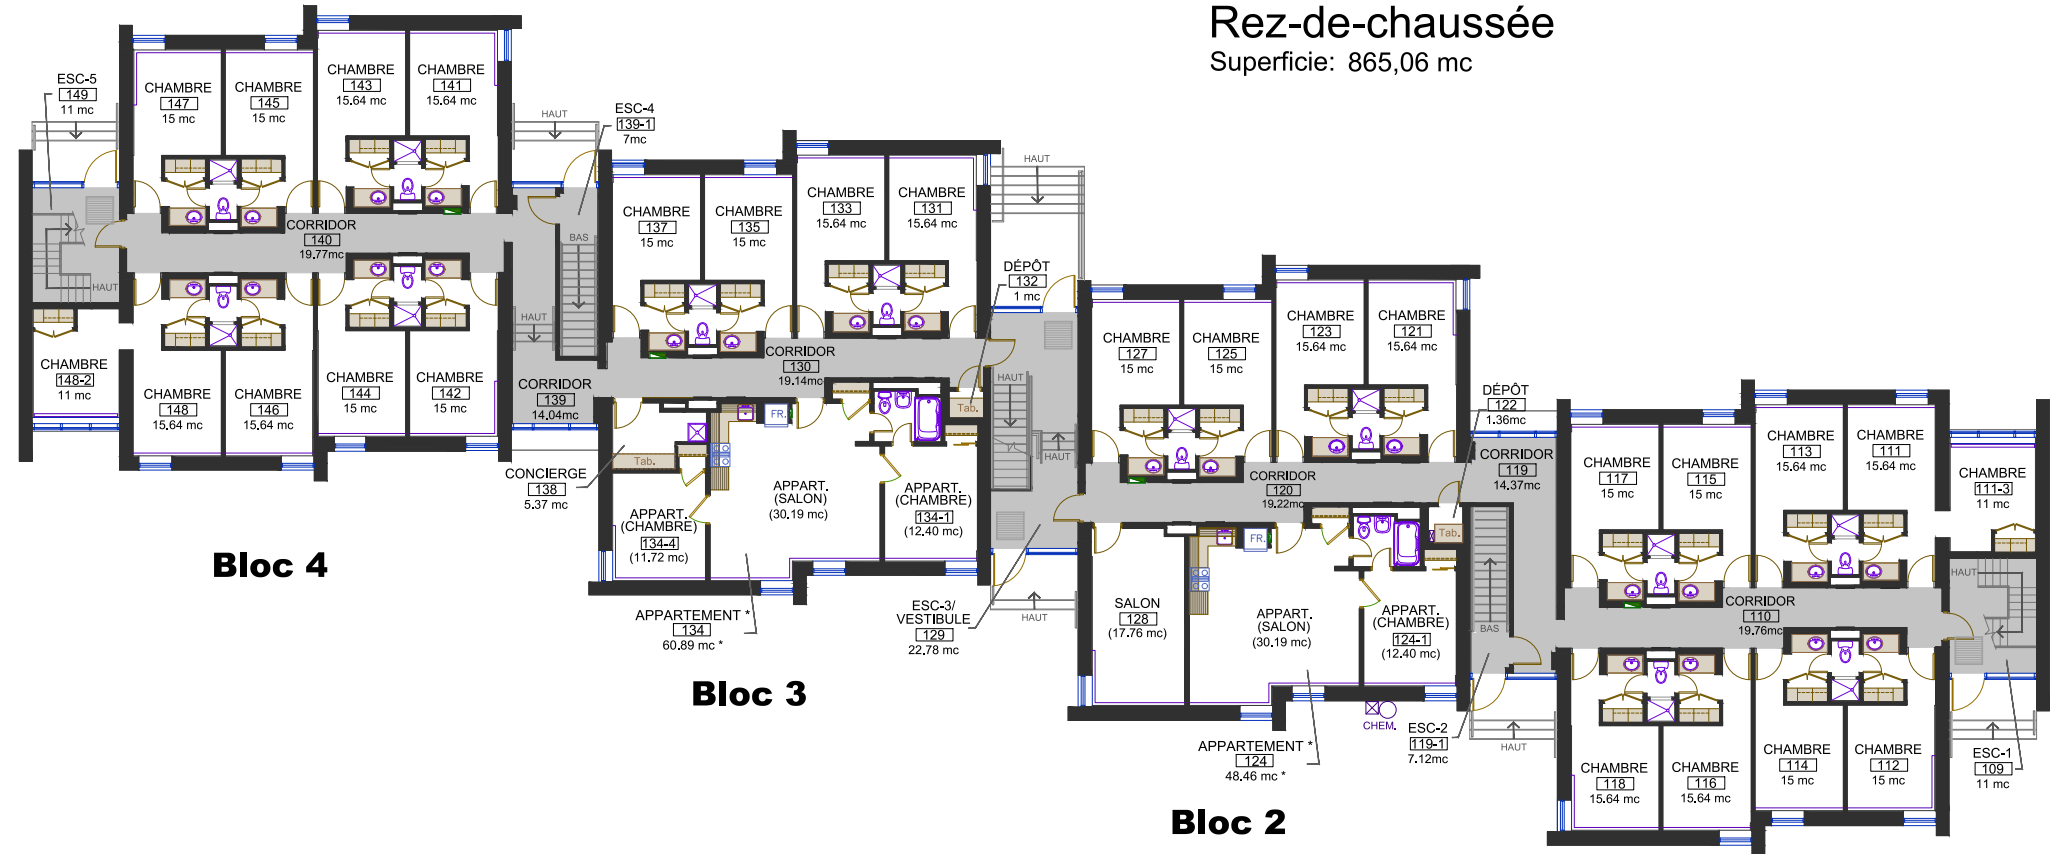 Rez-de-chaussée
Superficie: 865,06 mc
ESC-5
149
11 mc
CHAMBRE
147
15 mc
CHAMBRE
145
15 mc
CHAMBRE
143
15.64 mc
CHAMBRE
141
15.64 mc
HAUT
ESC-4
139-1
7mc
CORRIDOR
140
19.77mc
HAUT
BAS
HAUT
CHAMBRE
148-2
11 mc
CHAMBRE
148
15.64 mc
CHAMBRE
146
15.64 mc
CHAMBRE
144
15 mc
CHAMBRE
142
15 mc
CORRIDOR
139
14.04mc
Bloc 4
CHAMBRE
137
15 mc
CHAMBRE
135
15 mc
CHAMBRE
133
15.64 mc
CHAMBRE
131
15.64 mc
HAUT
DÉPÔT
132
1 mc
CORRIDOR
130
19.14mc
HAUT
HAUT
Tab.
FR.
Tab.
CONCIERGE
138
5.37 mc
APPART.
(CHAMBRE)
134-4
(11.72 mc)
APPART.
(SALON)
(30.19 mc)
APPART.
(CHAMBRE)
134-1
(12.40 mc)
APPARTEMENT *
134
60.89 mc *
ESC-3/
VESTIBULE
129
22.78 mc
HAUT
Bloc 3
CHAMBRE
127
15 mc
CHAMBRE
125
15 mc
CHAMBRE
123
15.64 mc
CHAMBRE
121
15.64 mc
DÉPÔT
122
1.36mc
CORRIDOR
120
19.22mc
CORRIDOR
119
14.37mc
FR.
Tab.
SALON
128
(17.76 mc)
APPART.
(SALON)
(30.19 mc)
APPART.
(CHAMBRE)
124-1
(12.40 mc)
BAS
CHEM.
APPARTEMENT *
124
48.46 mc *
ESC-2
119-1
7.12mc
HAUT
Bloc 2
CHAMBRE
117
15 mc
CHAMBRE
115
15 mc
CHAMBRE
113
15.64 mc
CHAMBRE
111
15.64 mc
CHAMBRE
111-3
11 mc
HAUT
CORRIDOR
110
19.76mc
CHAMBRE
118
15.64 mc
CHAMBRE
116
15.64 mc
CHAMBRE
114
15 mc
CHAMBRE
112
15 mc
HAUT
ESC-1
109
11 mc